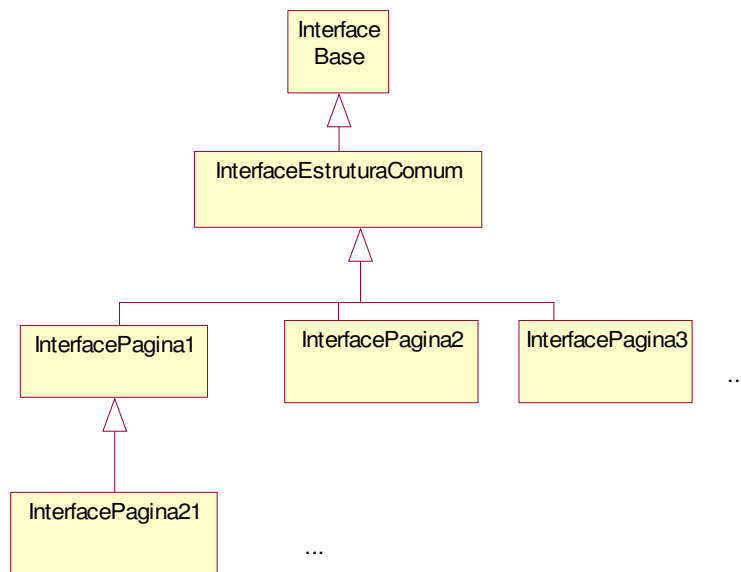 Interface
Base
InterfaceEstruturaComum
InterfacePagina1
InterfacePagina2
InterfacePagina3
..
InterfacePagina21
...